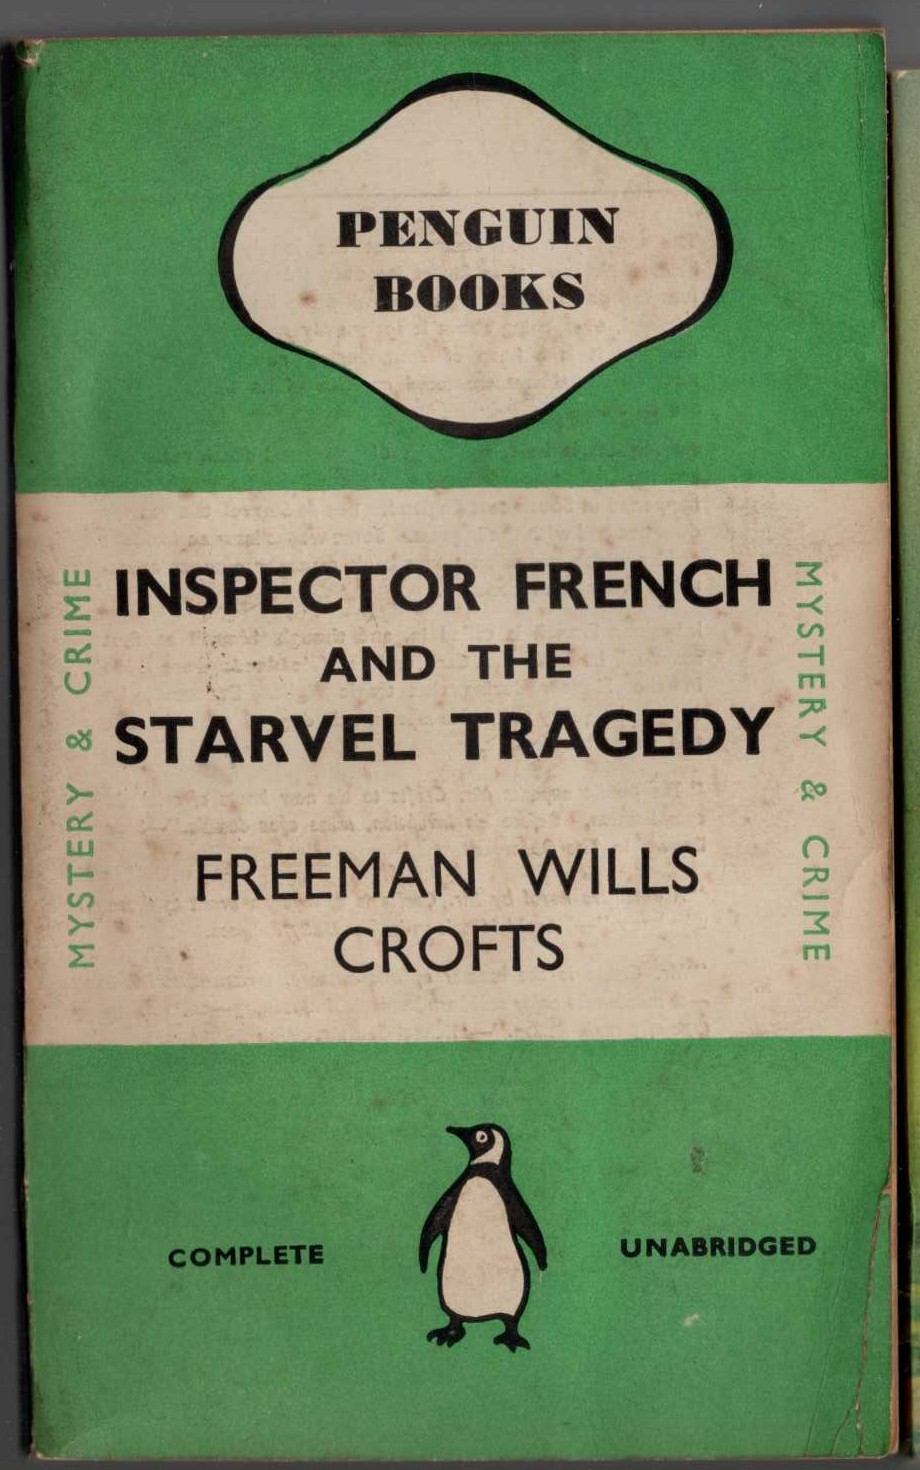 PENGUIN
BOOKS
MYSTERY & CRIME
INSPECTOR FRENCH
AND THE
STARVEL TRAGEDY
FREEMAN WILLS
CROFTS
MYSTERY & CRIME
COMPLETE
UNABRIDGED